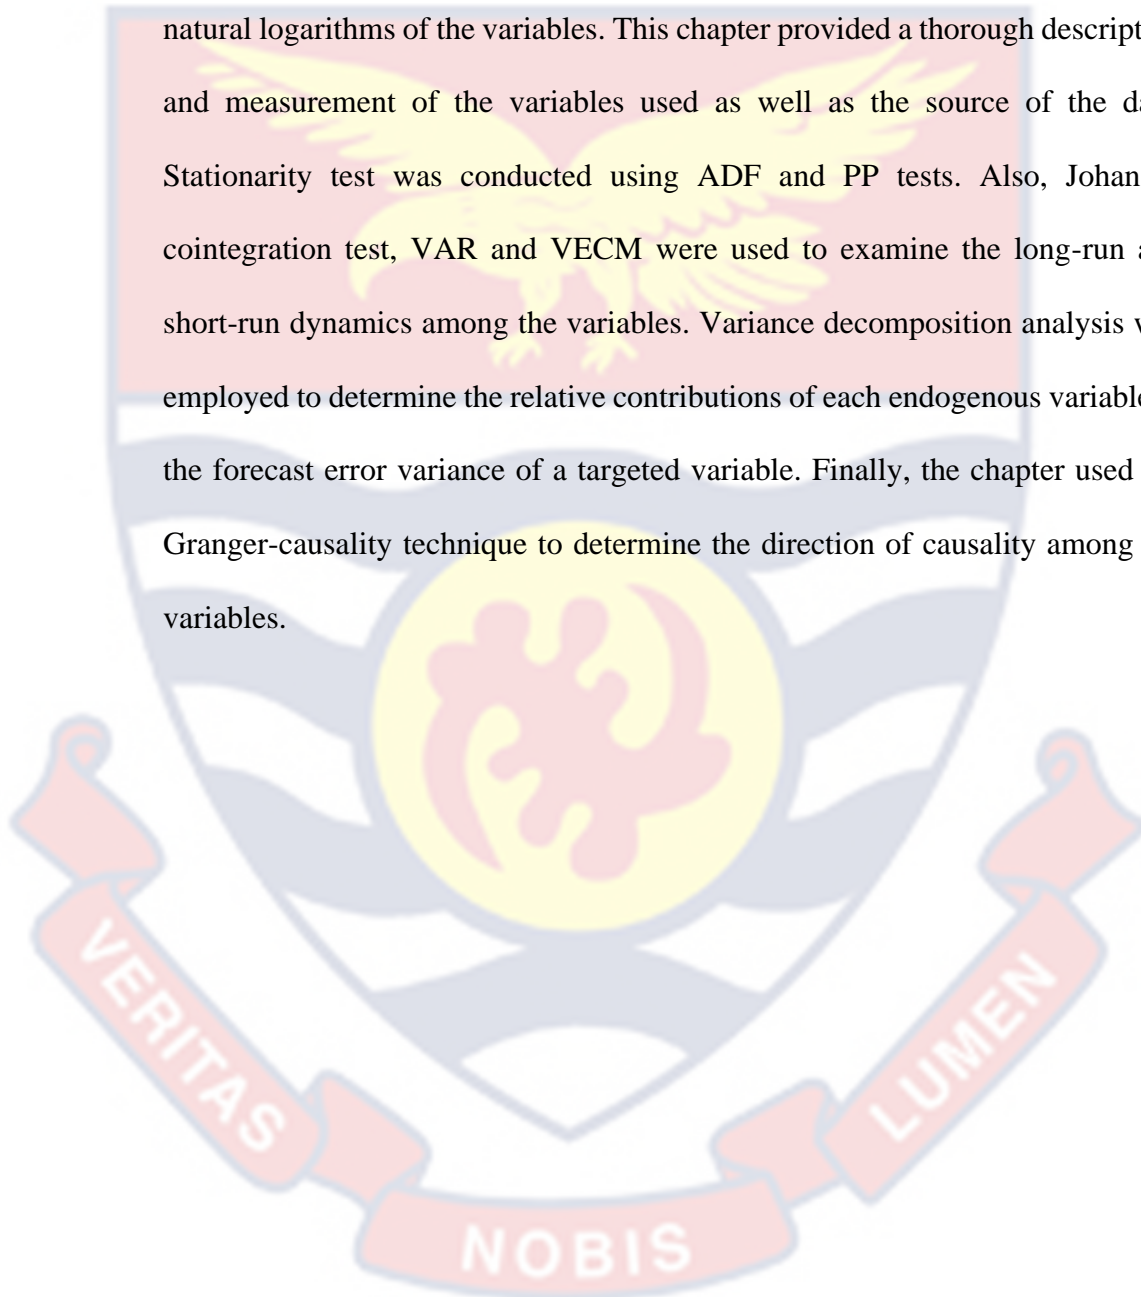 natural logarithms of the variables. This chapter provided a thorough descript
and measurement of the variables used as well as the source of the da
Stationarity test was conducted using ADF and PP tests. Also, Johan
cointegration test, VAR and VECM were used to examine the long-run a
short-run dynamics among the variables. Variance decomposition analysis w
employed to determine the relative contributions of each endogenous variable
the forecast error variance of a targeted variable. Finally, the chapter used
Granger-causality technique to determine the direction of causality among
variables.
VERITAS
NOBIS
LUMEN